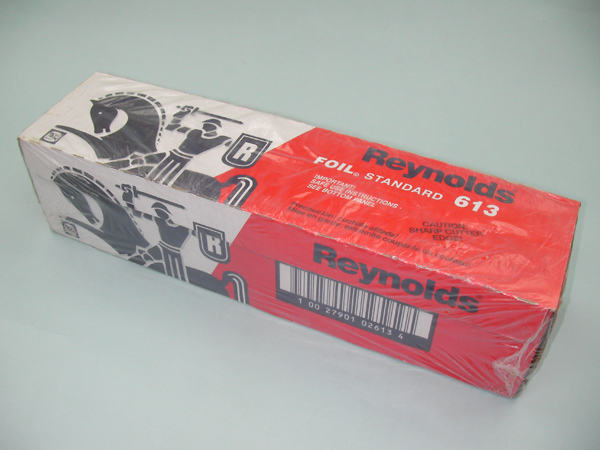 Reynolds
FOIL® STANDARD 613
IMPORTANT:
SAFE USE INSTRUCTIONS
SEE BOTTOM PANEL
CAUTION:
SHARP CUTTER
EDGE!
R
Reynolds
R
1 00 27901 02613 4